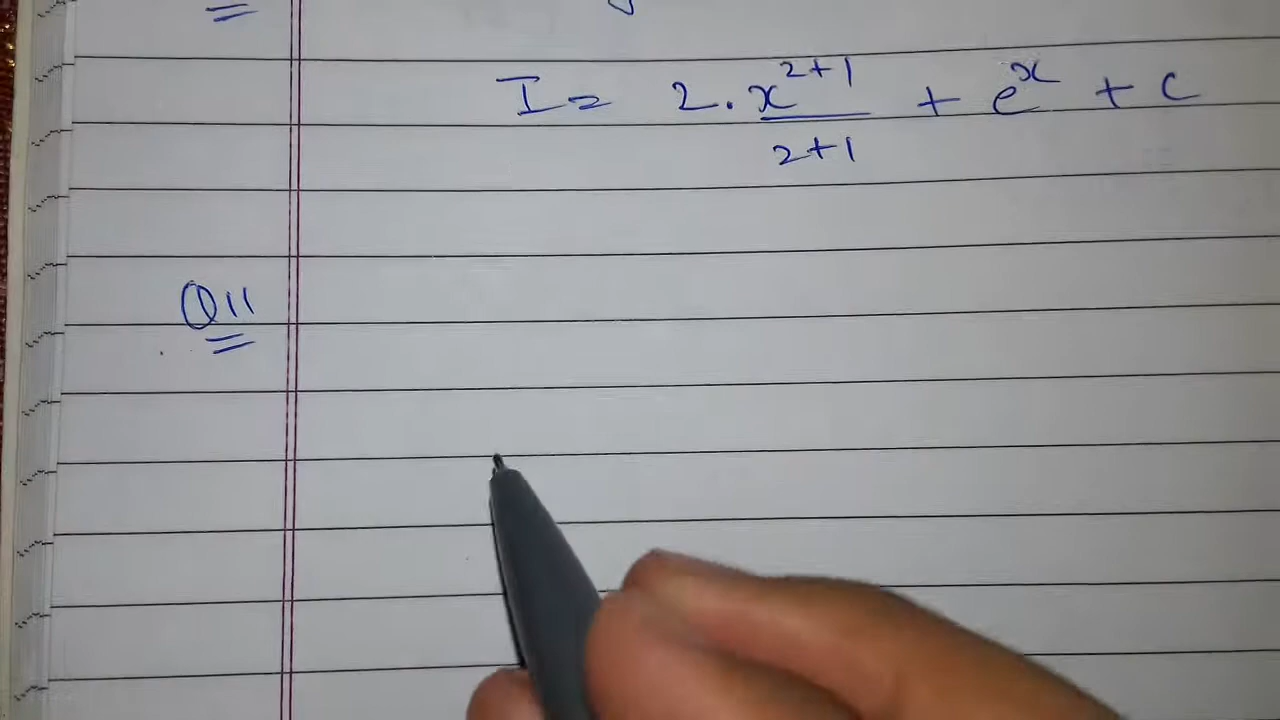 I = 2 . x^{2+1}/2+1 + e^x + c
Q11